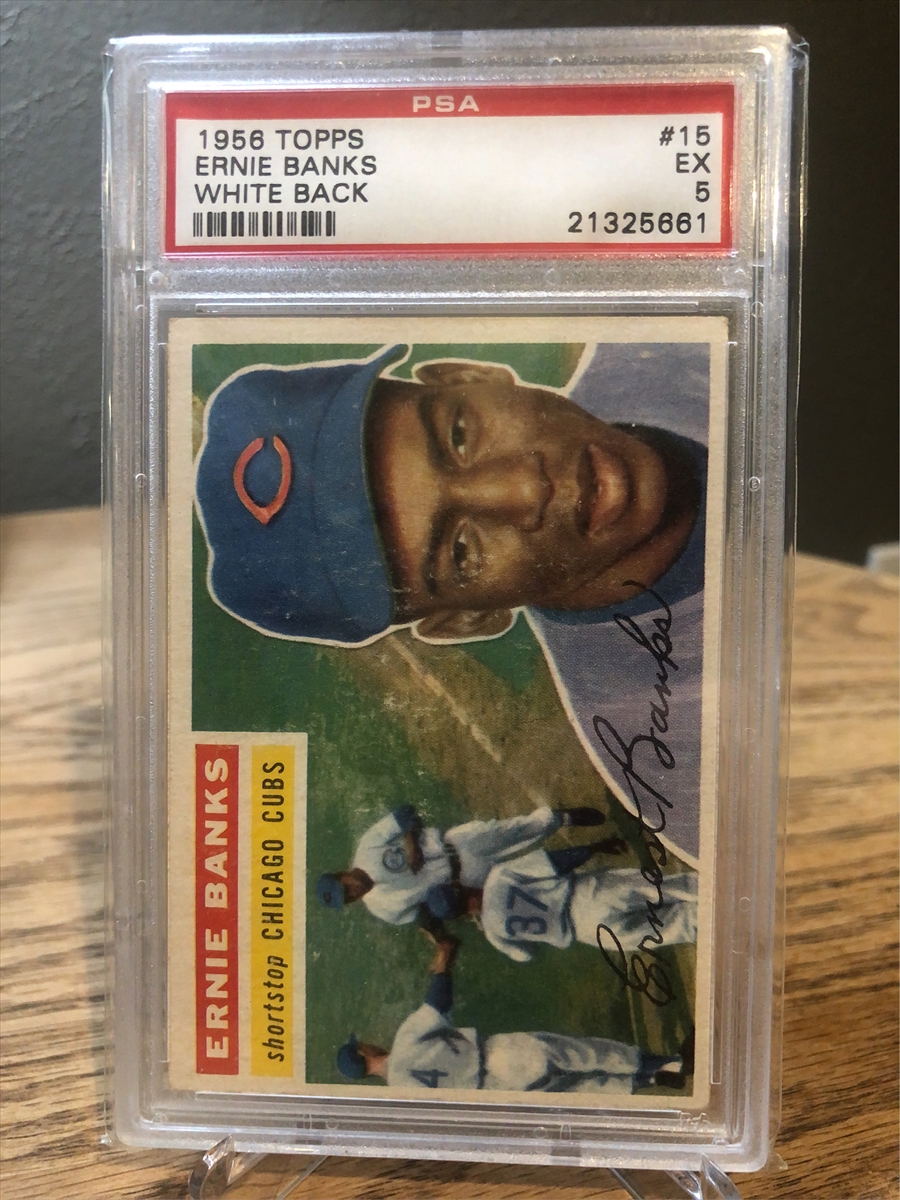 PSA
1956 TOPPS #15
ERNIE BANKS EX
WHITE BACK 5
21325661
C
ERNIE BANKS
shortstop CHICAGO CUBS
C
37
4
Ernest Banks